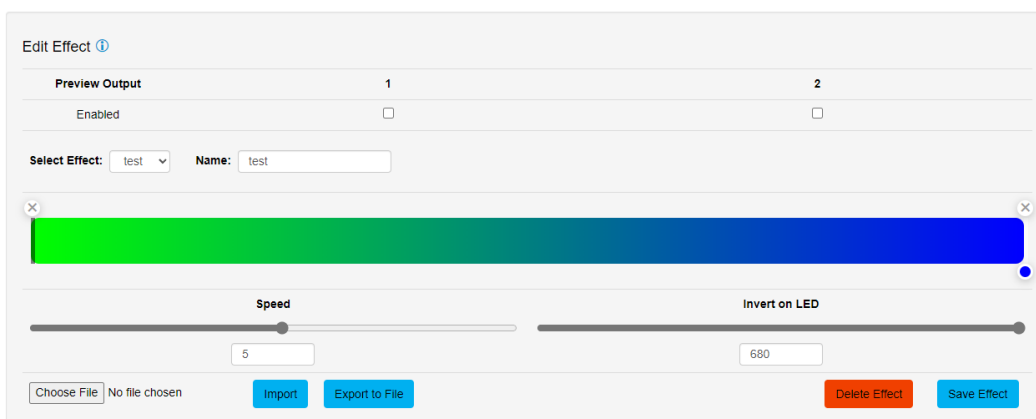 Edit Effect
Preview Output 1 2
Enabled
Select Effect: test Name: test
Speed Invert on LED
5 680
Choose File No file chosen Import Export to File Delete Effect Save Effect